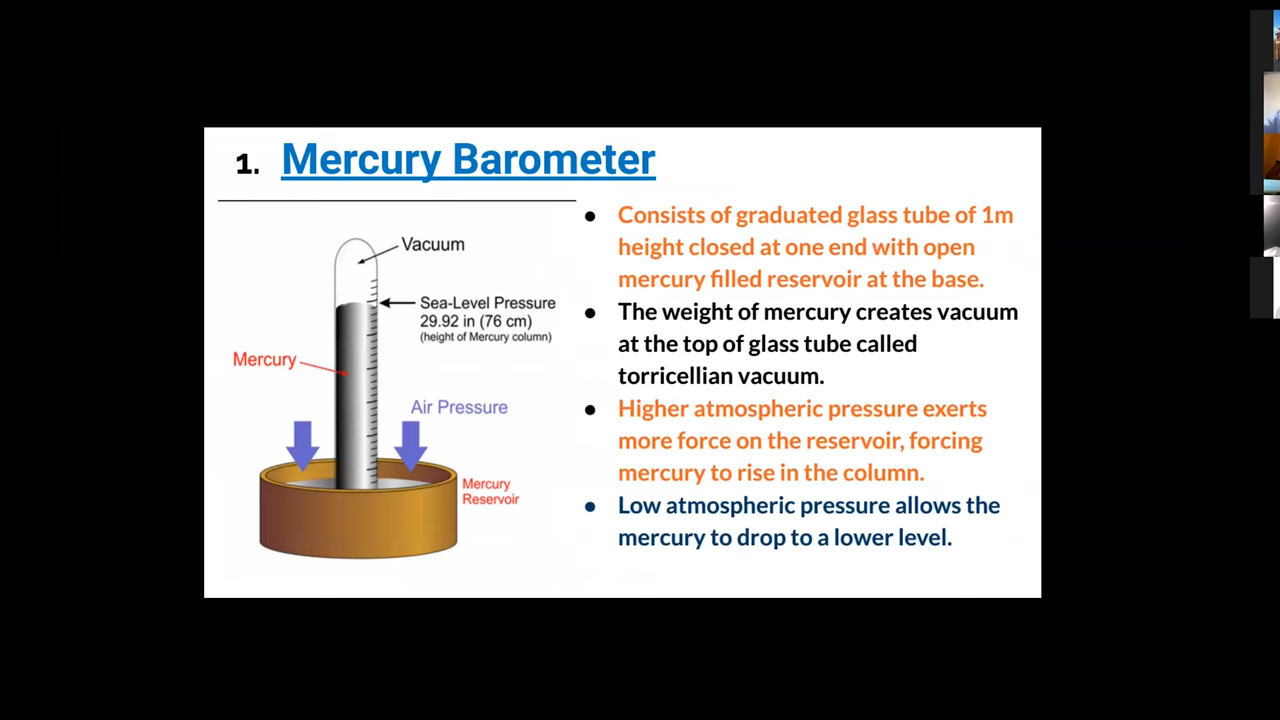 1. Mercury Barometer
Vacuum
Sea-Level Pressure
29.92 in (76 cm)
(height of Mercury column)
Mercury
Air Pressure
Mercury
Reservoir
● Consists of graduated glass tube of 1m
height closed at one end with open
mercury filled reservoir at the base.
● The weight of mercury creates vacuum
at the top of glass tube called
torricellian vacuum.
● Higher atmospheric pressure exerts
more force on the reservoir, forcing
mercury to rise in the column.
● Low atmospheric pressure allows the
mercury to drop to a lower level.